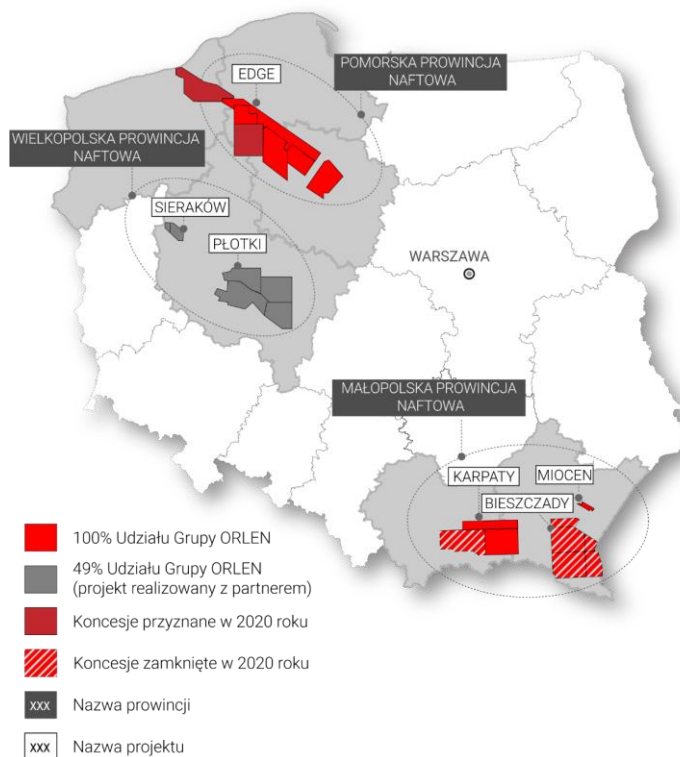 EDGE
POMORSKA PROWINCJA
NAFTOWA
WIELKOPOLSKA PROWINCJA
NAFTOWA
SIERAKÓW
PŁOTKI
WARSZAWA
MAŁOPOLSKA PROWINCJA
NAFTOWA
KARPATY
MIOCEN
BIESZCZADY
100% Udziału Grupy ORLEN
49% Udziału Grupy ORLEN
(projekt realizowany z partnerem)
Koncesje przyznane w 2020 roku
Koncesje zamknięte w 2020 roku
xxx Nazwa prowincji
xxx Nazwa projektu